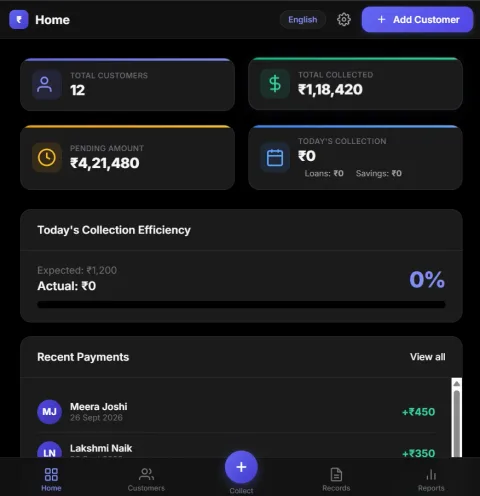 ₹ Home English + Add Customer
TOTAL CUSTOMERS
12
TOTAL COLLECTED
₹1,18,420
PENDING AMOUNT
₹4,21,480
TODAY'S COLLECTION
₹0
Loans: ₹0 Savings: ₹0
Today's Collection Efficiency
Expected: ₹1,200
Actual: ₹0
0%
Recent Payments View all
MJ Meera Joshi
26 Sept 2026
+₹450
LN Lakshmi Naik
+₹350
Home Customers Collect Records Reports